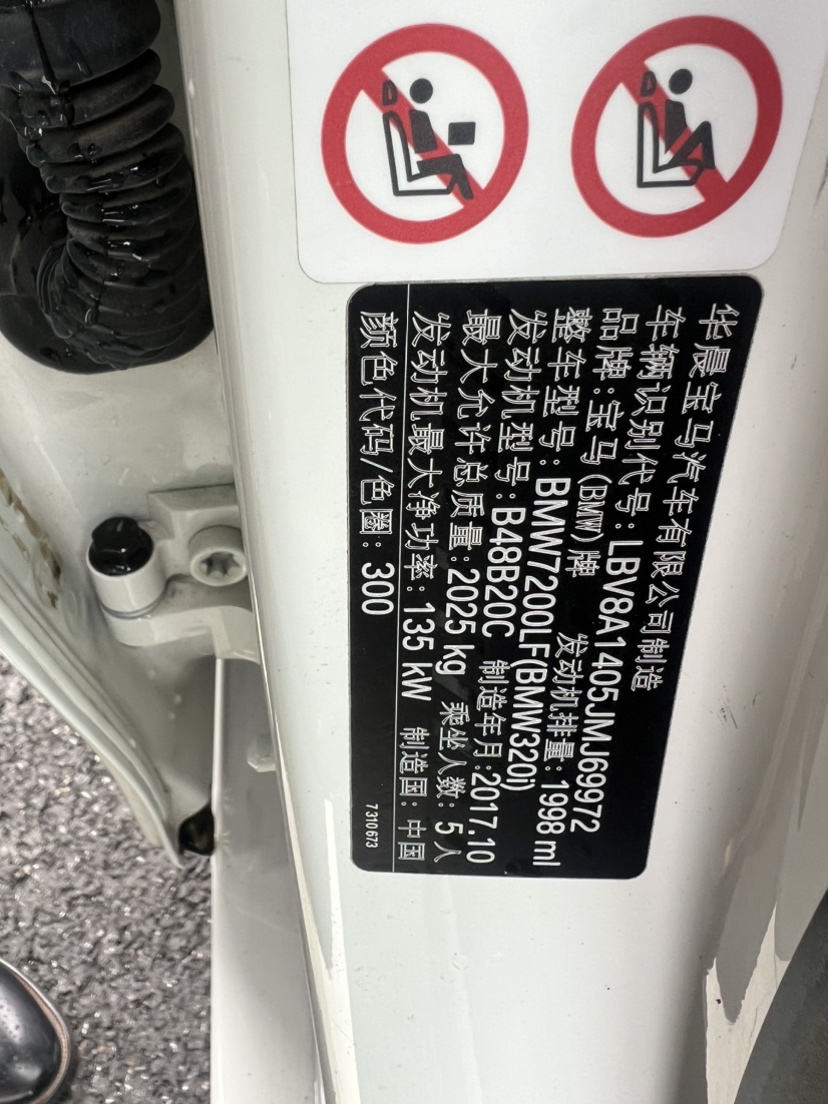 华晨宝马汽车有限公司制造
车辆识别代号：LBV8A1405JMJ69972
品牌：宝马(BMW)牌 发动机排量：1998 ml
整车型号：BMW7200LF(BMW320I)
发动机型号：B48B20C 制造年月：2017.10
最大允许总质量：2025 kg 乘坐人数：5 人
发动机最大净功率：135 kW 制造国：中国
颜色代码/色圈：300
7310673